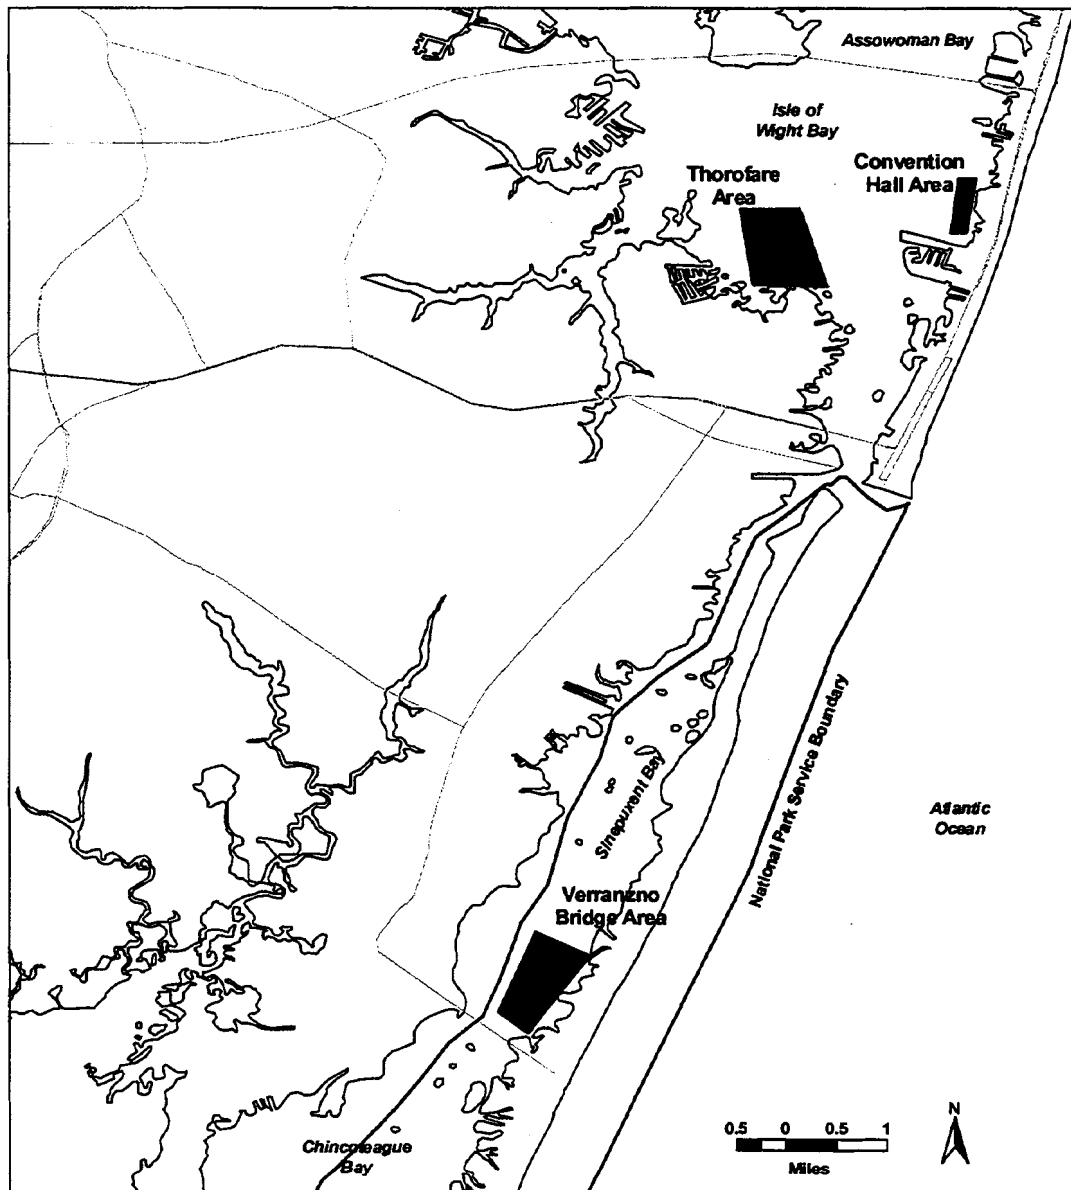 Assowoman Bay
Isle of
Wight Bay
Convention
Hall Area
Thorofare
Area
National Park Service Boundary
Sinepuxent Bay
Atlantic
Ocean
Verranzno
Bridge Area
Chincoteague
Bay
N
0.5 0 0.5 1
Miles